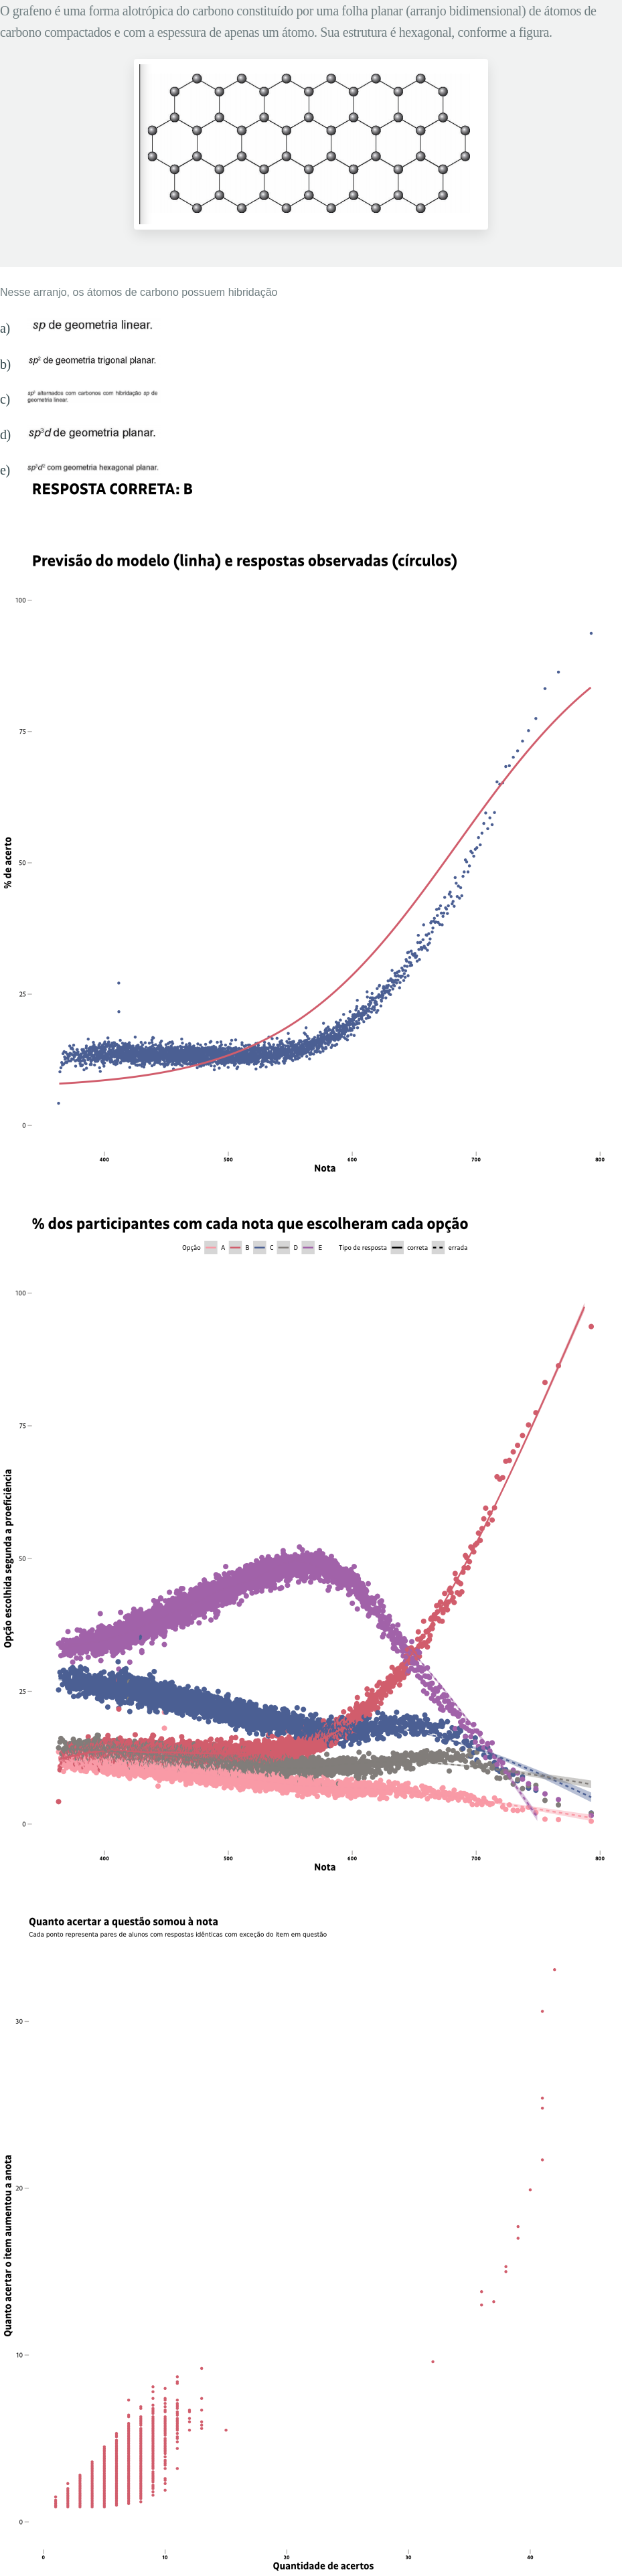 O grafeno é uma forma alotrópica do carbono constituído por uma folha planar (arranjo bidimensional) de átomos de
carbono compactados e com a espessura de apenas um átomo. Sua estrutura é hexagonal, conforme a figura.
Nesse arranjo, os átomos de carbono possuem hibridação
a) sp de geometria linear.
b) sp² de geometria trigonal planar.
c) sp² alternados com carbonos com hibridação sp de
geometria linear.
d) sp³d de geometria planar.
e) sp³d² com geometria hexagonal planar.
RESPOSTA CORRETA: B
Previsão do modelo (linha) e respostas observadas (círculos)
100
75
50
25
0
% de acerto
400 500 600 700 800
Nota
% dos participantes com cada nota que escolheram cada opção
Opção A B C D E Tipo de resposta correta errada
100
75
50
25
0
Opção escolhida segunda a proeficiência
400 500 600 700 800
Nota
Quanto acertar a questão somou à nota
Cada ponto representa pares de alunos com respostas idênticas com exceção do item em questão
30
20
10
0
Quanto acertar o item aumentou a anota
0 10 20 30 40
Quantidade de acertos